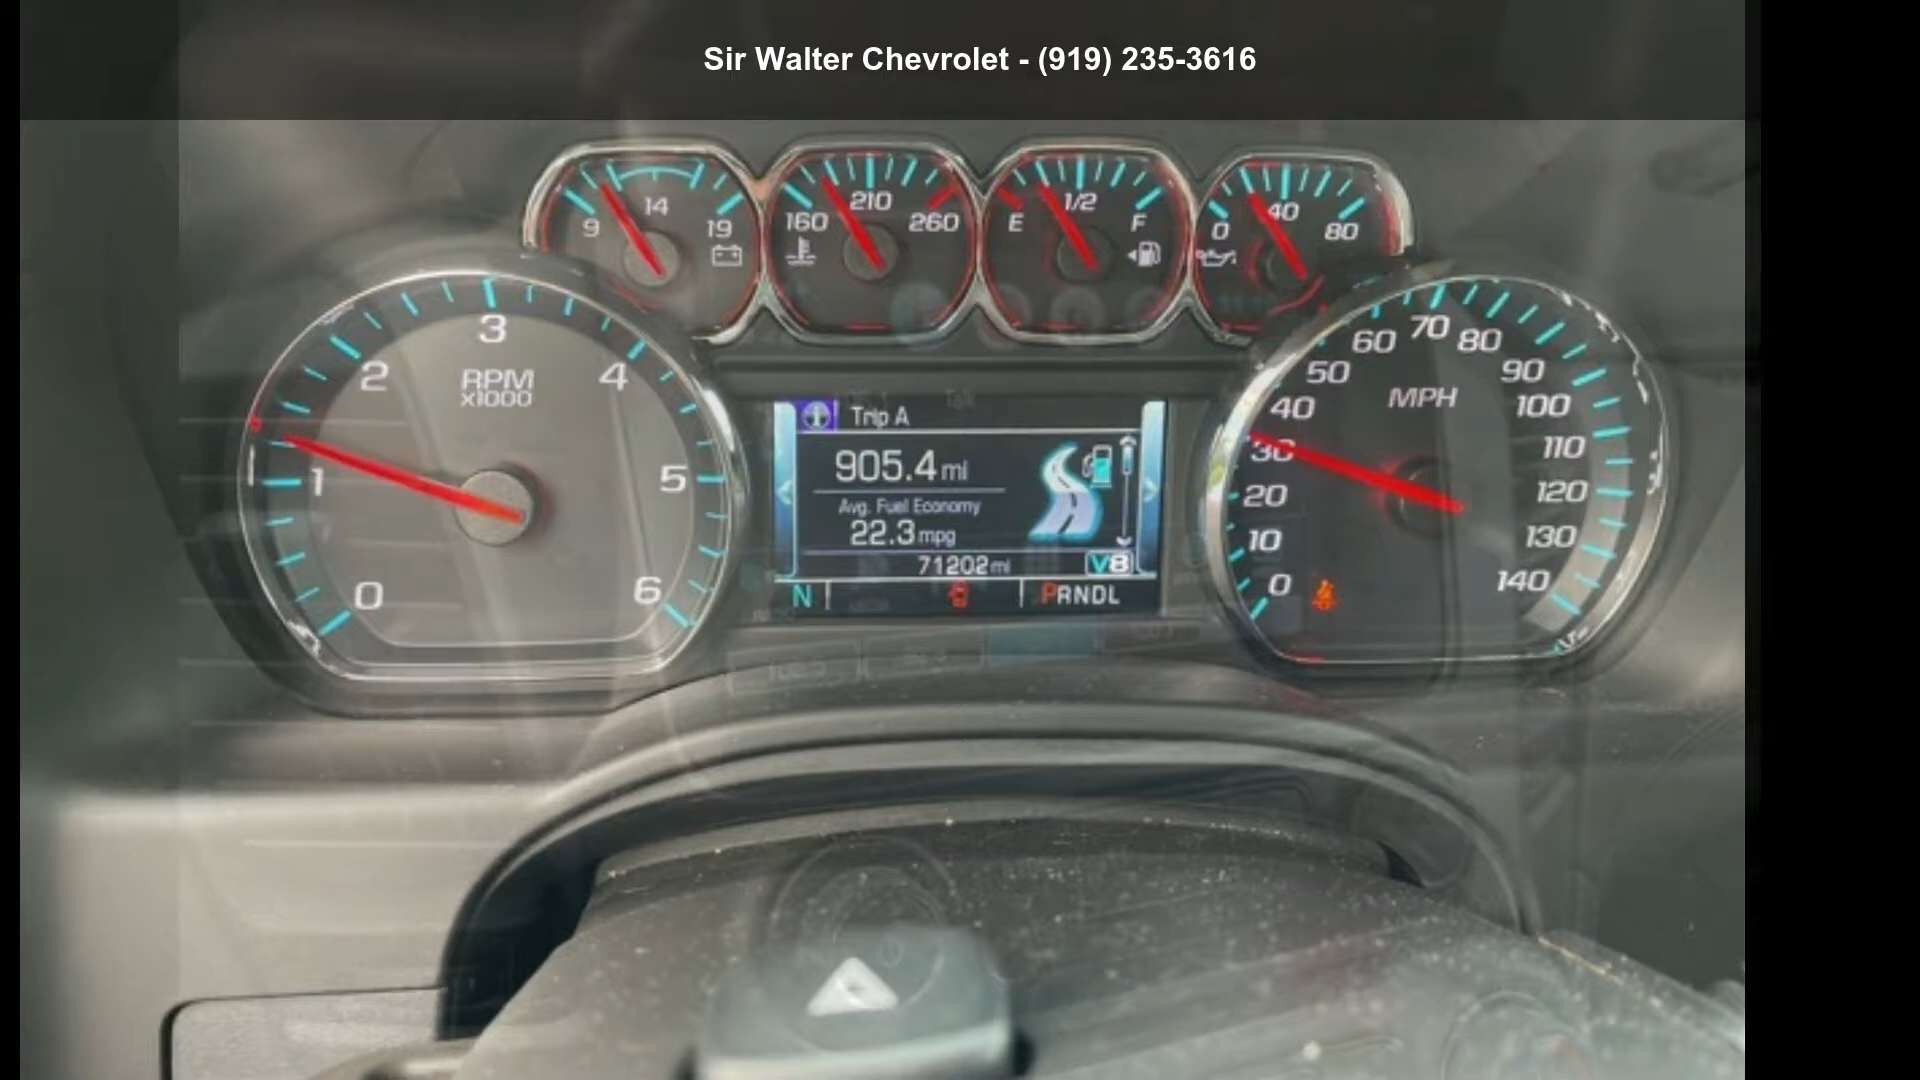 Sir Walter Chevrolet - (919) 235-3616
9 14 19
160 210 260
E 1/2 F
0 40 80
0 1 2 3 4 5 6
RPM
x1000
Trip A
905.4 mi
Avg. Fuel Economy
22.3 mpg
71202 mi V8
N PRNDL
0 10 20 30 40 50 60 70 80 90 100 110 120 130 140
MPH